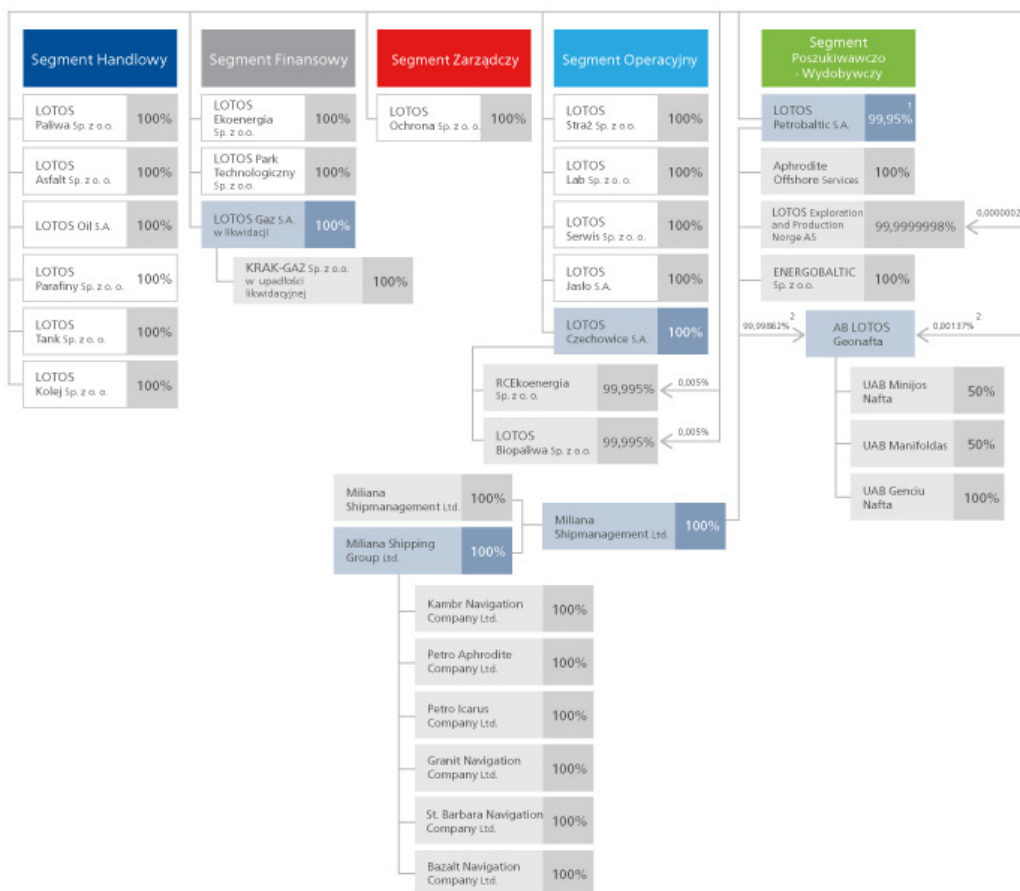 Segment Handlowy
LOTOS
Paliwa Sp. z o.o.
100%
LOTOS
Asfalt Sp. z o. o.
100%
LOTOS Oil S.A.
100%
LOTOS
Parafiny Sp. z o. o.
100%
LOTOS
Tank Sp. z o. o.
100%
LOTOS
Kolej Sp. z o. o.
100%
Segment Finansowy
LOTOS
Ekoenergia
Sp. z o.o.
100%
LOTOS Park
Technologiczny
Sp. z o.o.
100%
LOTOS Gaz S.A.
w likwidacji
100%
KRAK-GAZ Sp. z o.o.
w upadłości
likwidacyjnej
100%
Segment Zarządczy
LOTOS
Ochrona Sp. z o.o.
100%
Segment Operacyjny
LOTOS
Straż Sp. z o.o.
100%
LOTOS
Lab Sp. z o.o.
100%
LOTOS
Serwis Sp. z o.o.
100%
LOTOS
Jasło S.A.
100%
LOTOS
Czechowice S.A.
100%
RCEkoenergia
Sp. z o. o.
99,995%
0,005%
LOTOS
Biopaliwa Sp. z o.o.
99,995%
0,005%
Segment
Poszukiwawczo
- Wydobywczy
LOTOS
Petrobaltic S.A.
99,95% 1
Aphrodite
Offshore Services
100%
LOTOS Exploration
and Production
Norge AS
99,9999998%
0,0000002
ENERGOBALTIC
Sp. z o.o.
100%
99,99862% 2
AB LOTOS
Geonafta
0,00137% 2
UAB Minijos
Nafta
50%
UAB Manifoldas
50%
UAB Genciu
Nafta
100%
Miliana
Shipmanagement Ltd.
100%
Miliana Shipping
Group Ltd.
100%
Miliana
Shipmanagement Ltd.
100%
Kambr Navigation
Company Ltd.
100%
Petro Aphrodite
Company Ltd.
100%
Petro Icarus
Company Ltd.
100%
Granit Navigation
Company Ltd.
100%
St. Barbara Navigation
Company Ltd.
100%
Bazalt Navigation
Company Ltd.
100%